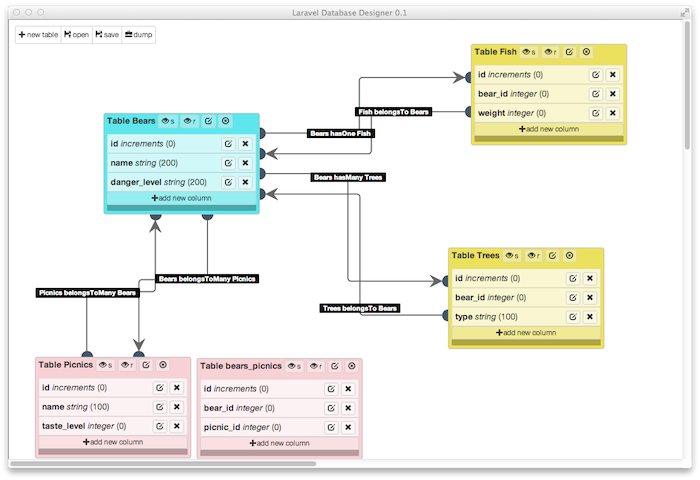 Laravel Database Designer 0.1
new table open save dump
Table Fish s r
id increments (0)
bear_id integer (0)
weight integer (0)
add new column
Table Bears s r
id increments (0)
name string (200)
danger_level string (200)
add new column
Fish belongsTo Bears
Bears hasOne Fish
Bears hasMany Trees
Table Trees s r
id increments (0)
bear_id integer (0)
type string (100)
add new column
Trees belongsTo Bears
Bears belongsToMany Picnics
Picnics belongsToMany Bears
Table Picnics s r
id increments (0)
name string (100)
taste_level integer (0)
add new column
Table bears_picnics s r
id increments (0)
bear_id integer (0)
picnic_id integer (0)
add new column